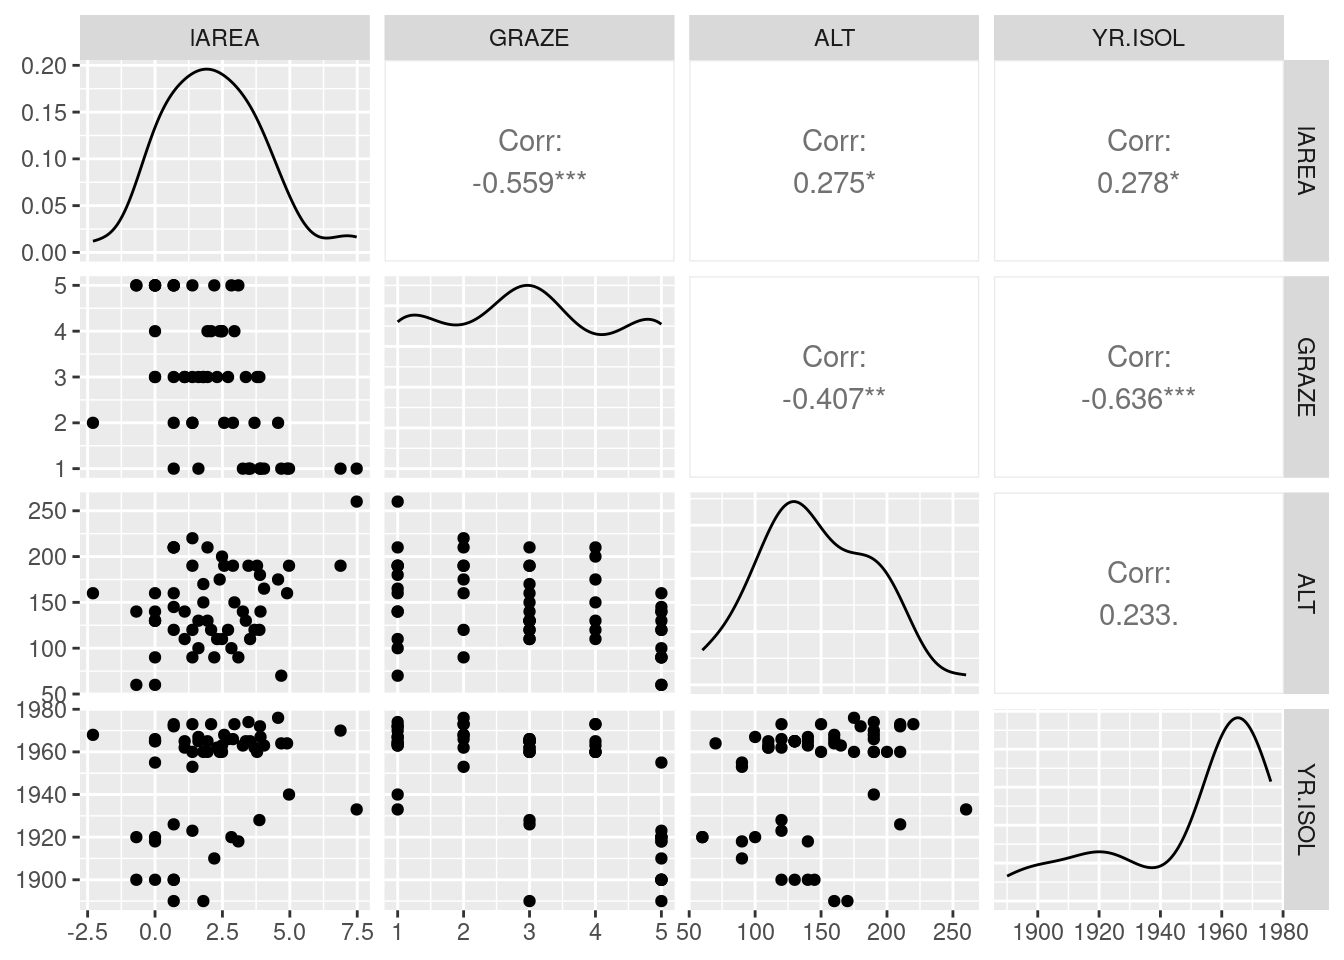 lAREA
GRAZE
ALT
YR.ISOL
0.20
0.15
0.10
0.05
0.00
Corr:
-0.559***
Corr:
0.275*
Corr:
0.278*
lAREA
5
4
3
2
1
Corr:
-0.407**
Corr:
-0.636***
GRAZE
250
200
150
100
50
Corr:
0.233.
ALT
1980
1960
1940
1920
1900
YR.ISOL
-2.5 0.0 2.5 5.0 7.5
1 2 3 4 5
50 100 150 200 250
1900 1920 1940 1960 1980